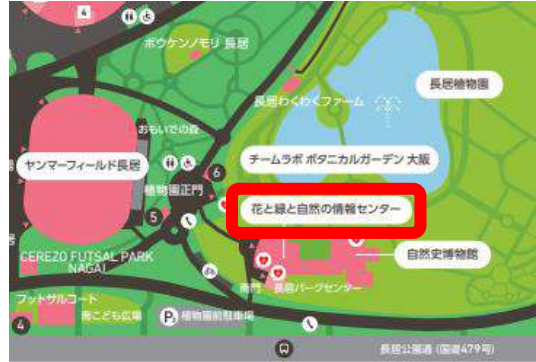 4
ボウケンノモリ 長居
長居植物園
長居わくわくファーム
おもいでの森
ヤンマーフィールド長居
チームラボ ボタニカルガーデン 大阪
6
植物園正門
花と緑と自然の情報センター
5
自然史博物館
CEREZO FUTSAL PARK
NAGAI
南門
長居パークセンター
フットサルコート
南こども広場
P
植物園前駐車場
4
長居公園通（国道479号）